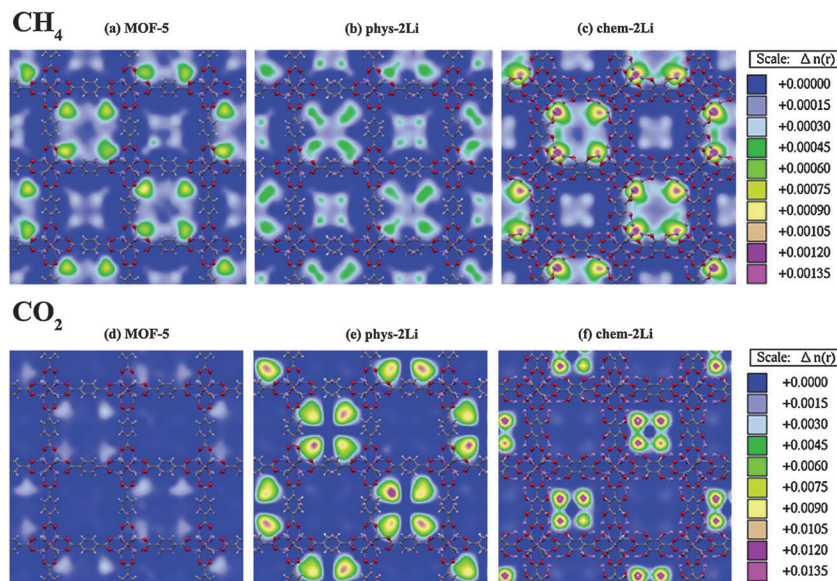 CH4
(a) MOF-5
(b) phys-2Li
(c) chem-2Li
Scale: Δ n(r)
+0.00000
+0.00015
+0.00030
+0.00045
+0.00060
+0.00075
+0.00090
+0.00105
+0.00120
+0.00135
CO2
(d) MOF-5
(e) phys-2Li
(f) chem-2Li
Scale: Δ n(r)
+0.0000
+0.0015
+0.0030
+0.0045
+0.0060
+0.0075
+0.0090
+0.0105
+0.0120
+0.0135